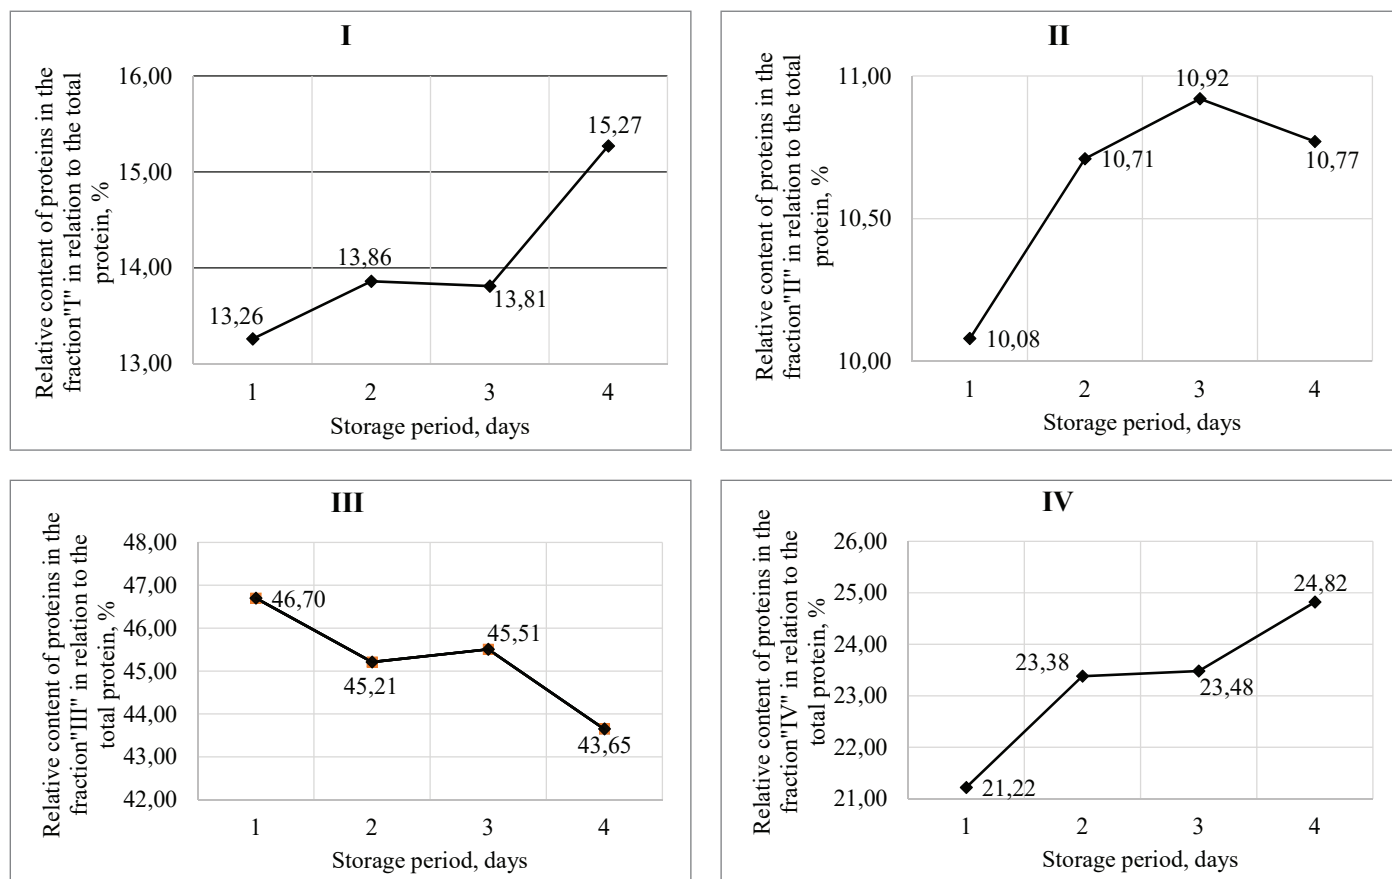 I
Relative content of proteins in the
fraction"I" in relation to the total
protein, %
16,00
15,00
14,00
13,00
13,26
13,86
13,81
15,27
1 2 3 4
Storage period, days
II
Relative content of proteins in the
fraction"II" in relation to the total
protein, %
11,00
10,50
10,00
10,08
10,71
10,92
10,77
1 2 3 4
Storage period, days
III
Relative content of proteins in the
fraction"III" in relation to the
total protein, %
48,00
47,00
46,00
45,00
44,00
43,00
42,00
46,70
45,21
45,51
43,65
1 2 3 4
Storage period, days
IV
Relative content of proteins in the
fraction"IV" in relation to the
total protein, %
26,00
25,00
24,00
23,00
22,00
21,00
21,22
23,38
23,48
24,82
1 2 3 4
Storage period, days